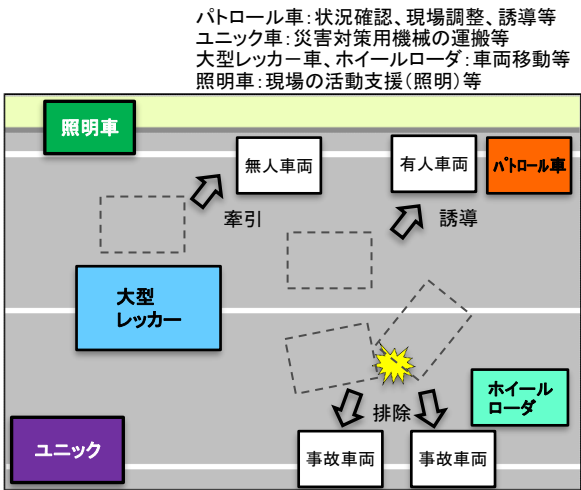 パトロール車：状況確認、現場調整、誘導等
ユニック車：災害対策用機械の運搬等
大型レッカー車、ホイールローダ：車両移動等
照明車：現場の活動支援（照明）等
照明車
無人車両
有人車両
パトロール車
牽引
誘導
大型
レッカー
ホイール
ローダ
排除
ユニック
事故車両
事故車両